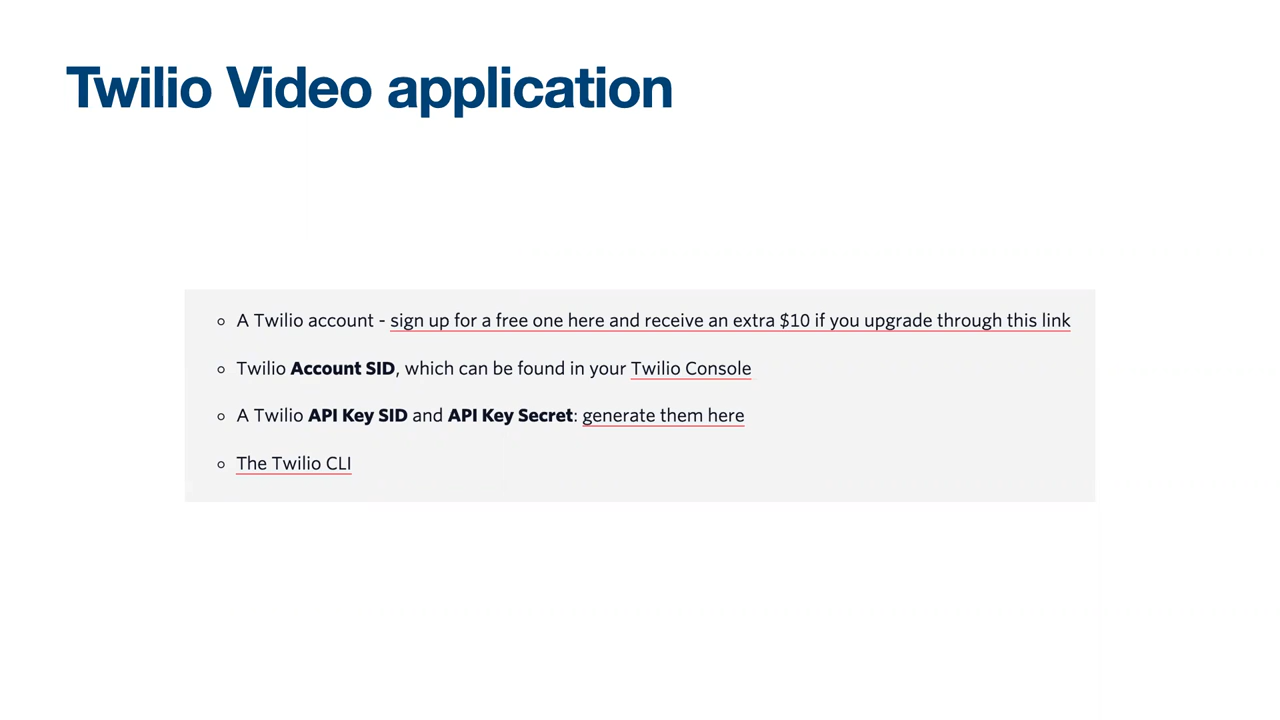 Twilio Video application
A Twilio account - sign up for a free one here and receive an extra $10 if you upgrade through this link
Twilio Account SID, which can be found in your Twilio Console
A Twilio API Key SID and API Key Secret: generate them here
The Twilio CLI